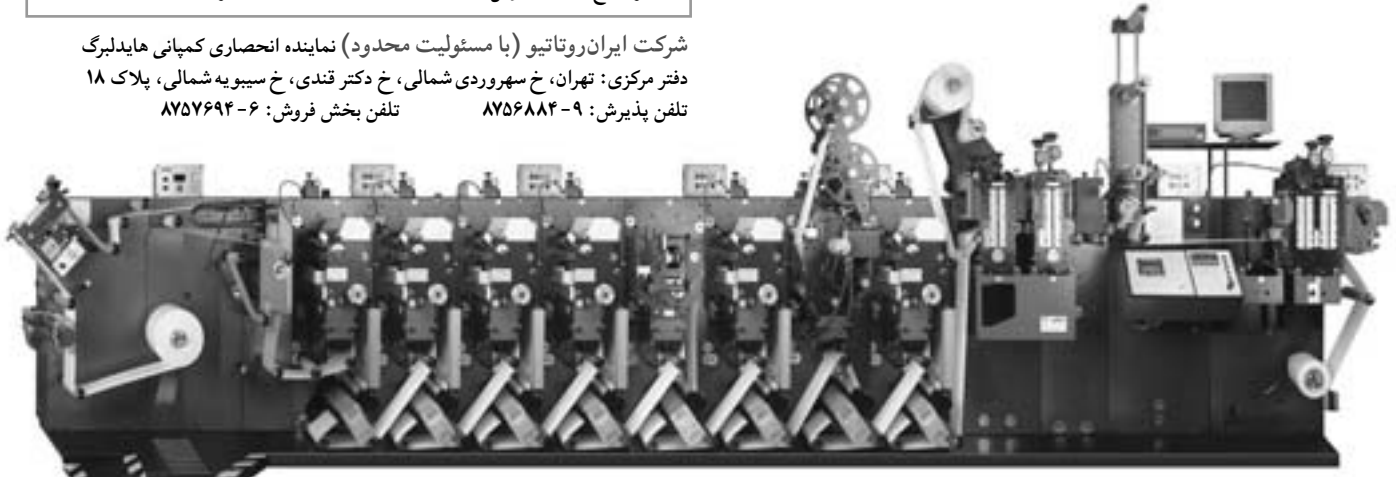 شرکت ایران‌روتاتیو (با مسئولیت محدود) نماینده انحصاری کمپانی هایدلبرگ
دفتر مرکزی: تهران، خ سهروردی شمالی، خ دکتر قندی، خ سیبویه شمالی، پلاک ۱۸
تلفن پذیرش: ۹-۸۷۵۶۸۸۴ تلفن بخش فروش: ۶-۸۷۵۷۶۹۴